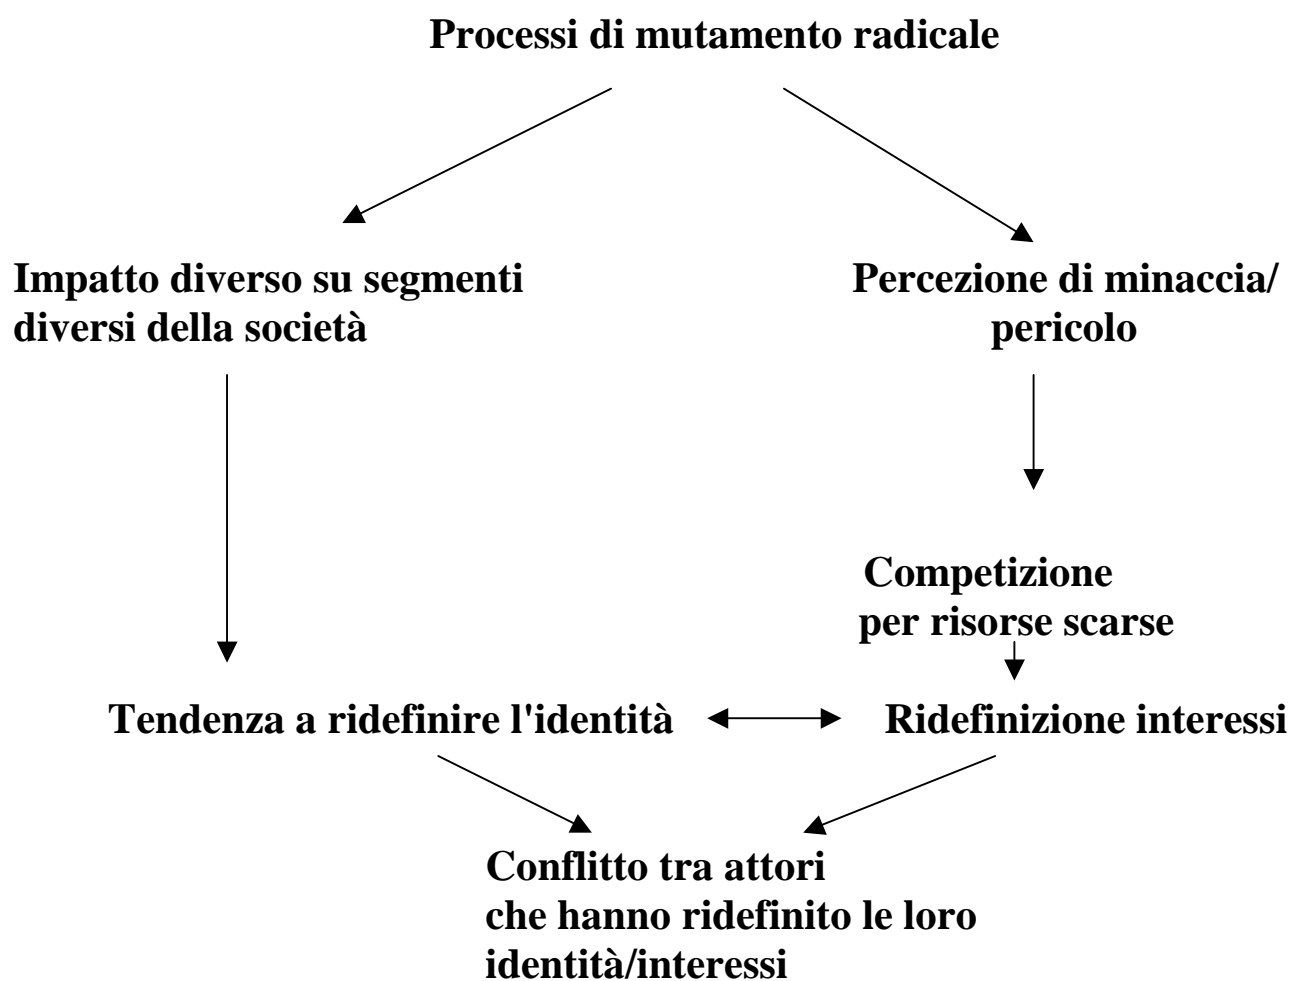 Processi di mutamento radicale
Impatto diverso su segmenti
diversi della società
Percezione di minaccia/
pericolo
Competizione
per risorse scarse
Tendenza a ridefinire l'identità
Ridefinizione interessi
Conflitto tra attori
che hanno ridefinito le loro
identità/interessi